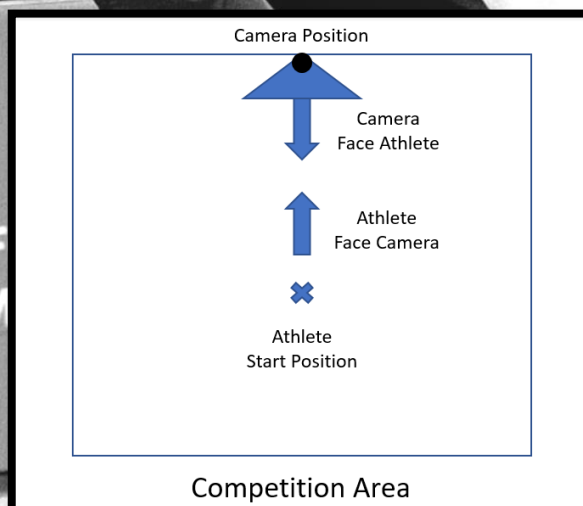 Camera Position
Camera
Face Athlete
Athlete
Face Camera
Athlete
Start Position
Competition Area